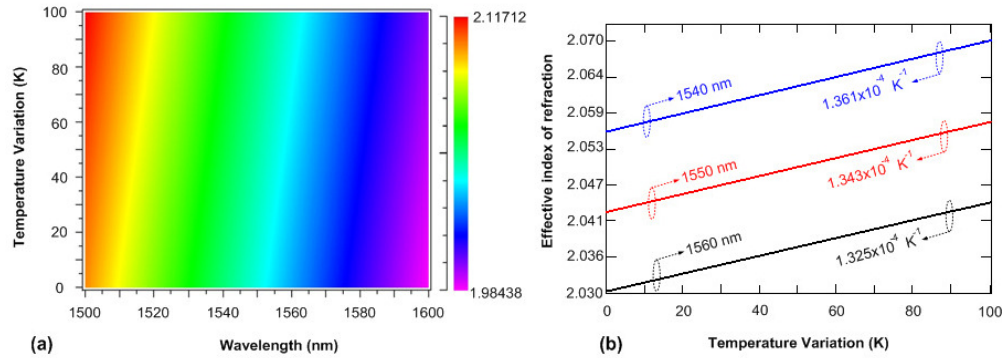 100
80
60
40
20
0
Temperature Variation (K)
1500
1520
1540
1560
1580
1600
Wavelength (nm)
(a)
2.11712
1.98438
2.070
2.064
2.059
2.053
2.047
2.041
2.036
2.030
Effective index of refraction
1540 nm
1.361x10⁻⁴ K⁻¹
1550 nm
1.343x10⁻⁴ K⁻¹
1560 nm
1.325x10⁻⁴ K⁻¹
0
20
40
60
80
100
Temperature Variation (K)
(b)